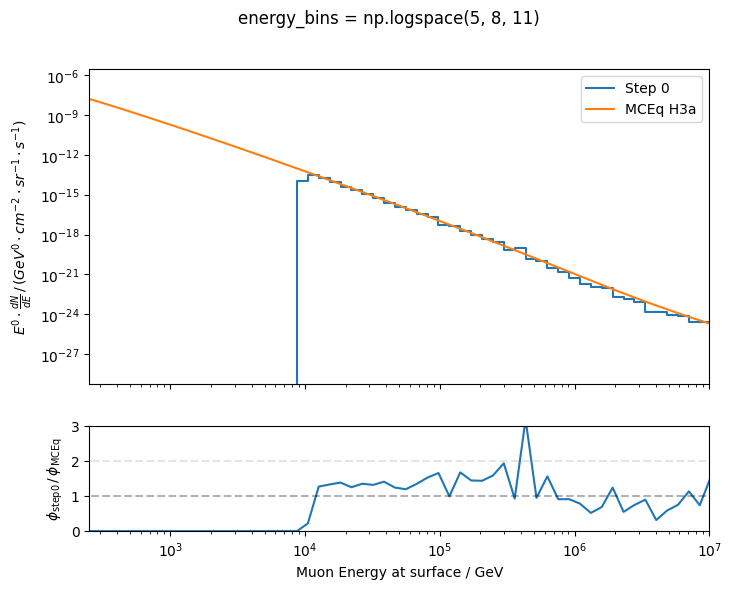 energy_bins = np.logspace(5, 8, 11)
Step 0
MCEq H3a
10⁻⁶
10⁻⁹
10⁻¹²
10⁻¹⁵
10⁻¹⁸
10⁻²¹
10⁻²⁴
10⁻²⁷
E⁰ · dN/dE / (GeV⁰ · cm⁻² · sr⁻¹ · s⁻¹)
3
2
1
0
ϕ_step0 / ϕ_MCEq
10³
10⁴
10⁵
10⁶
10⁷
Muon Energy at surface / GeV